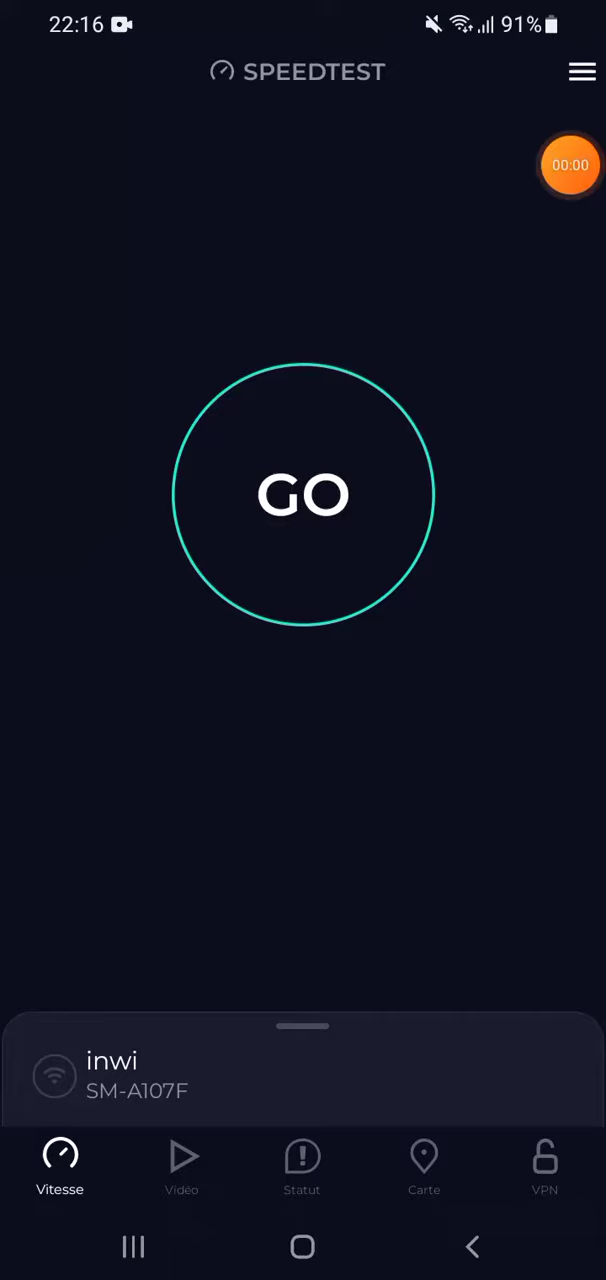 22:16 91%
SPEEDTEST
00:00
GO
inwi
SM-A107F
Vitesse Vidéo Statut Carte VPN